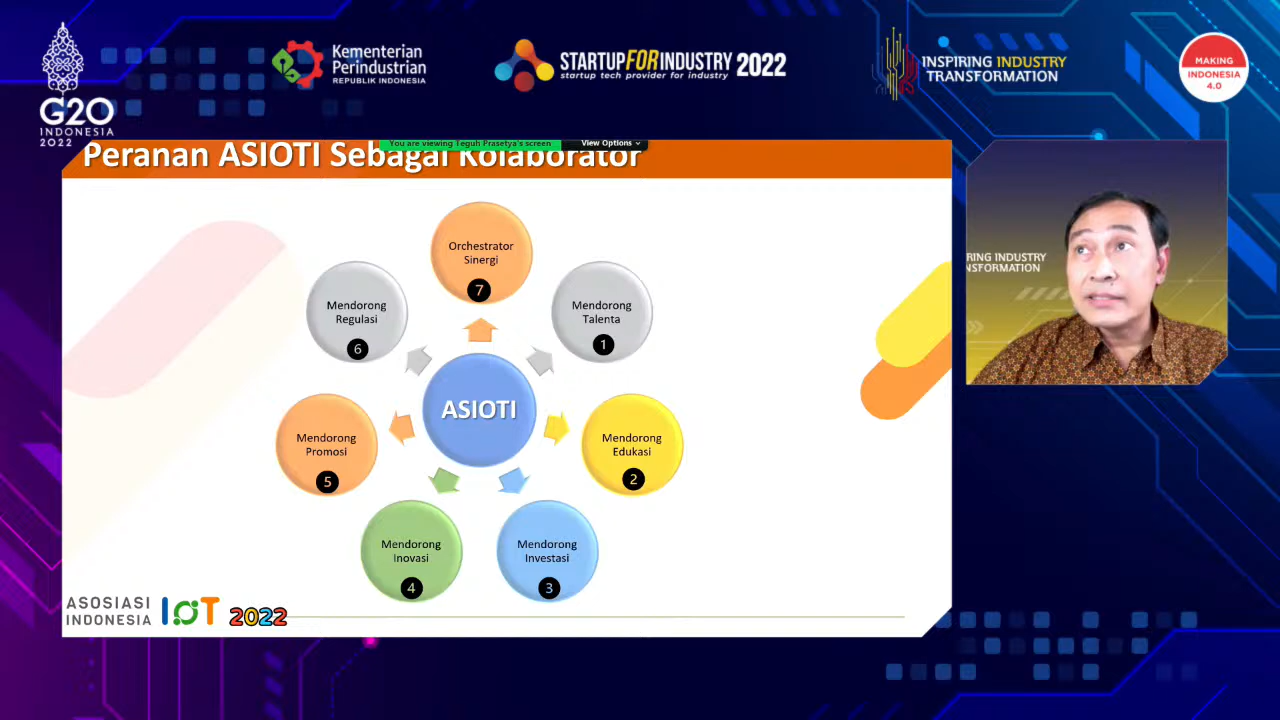 G20
INDONESIA
2022
Kementerian
Perindustrian
REPUBLIK INDONESIA
STARTUPFORINDUSTRY 2022
startup tech provider for industry
INSPIRING INDUSTRY
TRANSFORMATION
MAKING
INDONESIA
4.0
You are viewing Teguh Prasetya's screen
View Options
Peranan ASIOTI Sebagai Kolaborator
Orchestrator
Sinergi
7
Mendorong
Regulasi
6
Mendorong
Talenta
1
ASIOTI
Mendorong
Promosi
5
Mendorong
Edukasi
2
Mendorong
Inovasi
4
Mendorong
Investasi
3
ASOSIASI
INDONESIA
IOT
2022
RING INDUSTRY
NSFORMATION